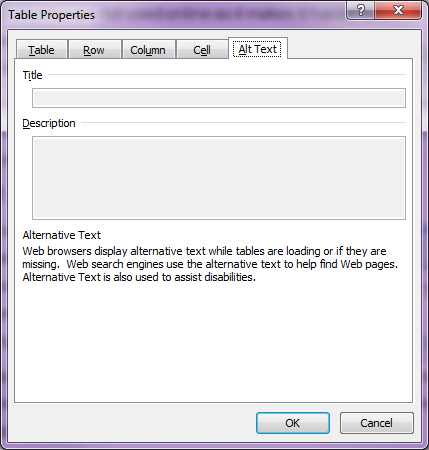 Table Properties
?
Table Row Column Cell Alt Text
Title
Description
Alternative Text
Web browsers display alternative text while tables are loading or if they are
missing. Web search engines use the alternative text to help find Web pages.
Alternative Text is also used to assist disabilities.
OK Cancel